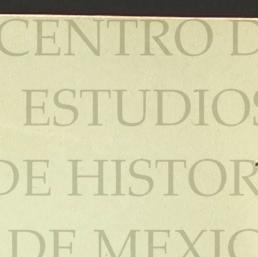 CENTRO D
ESTUDIOS
DE HISTOR
DE MEXIC